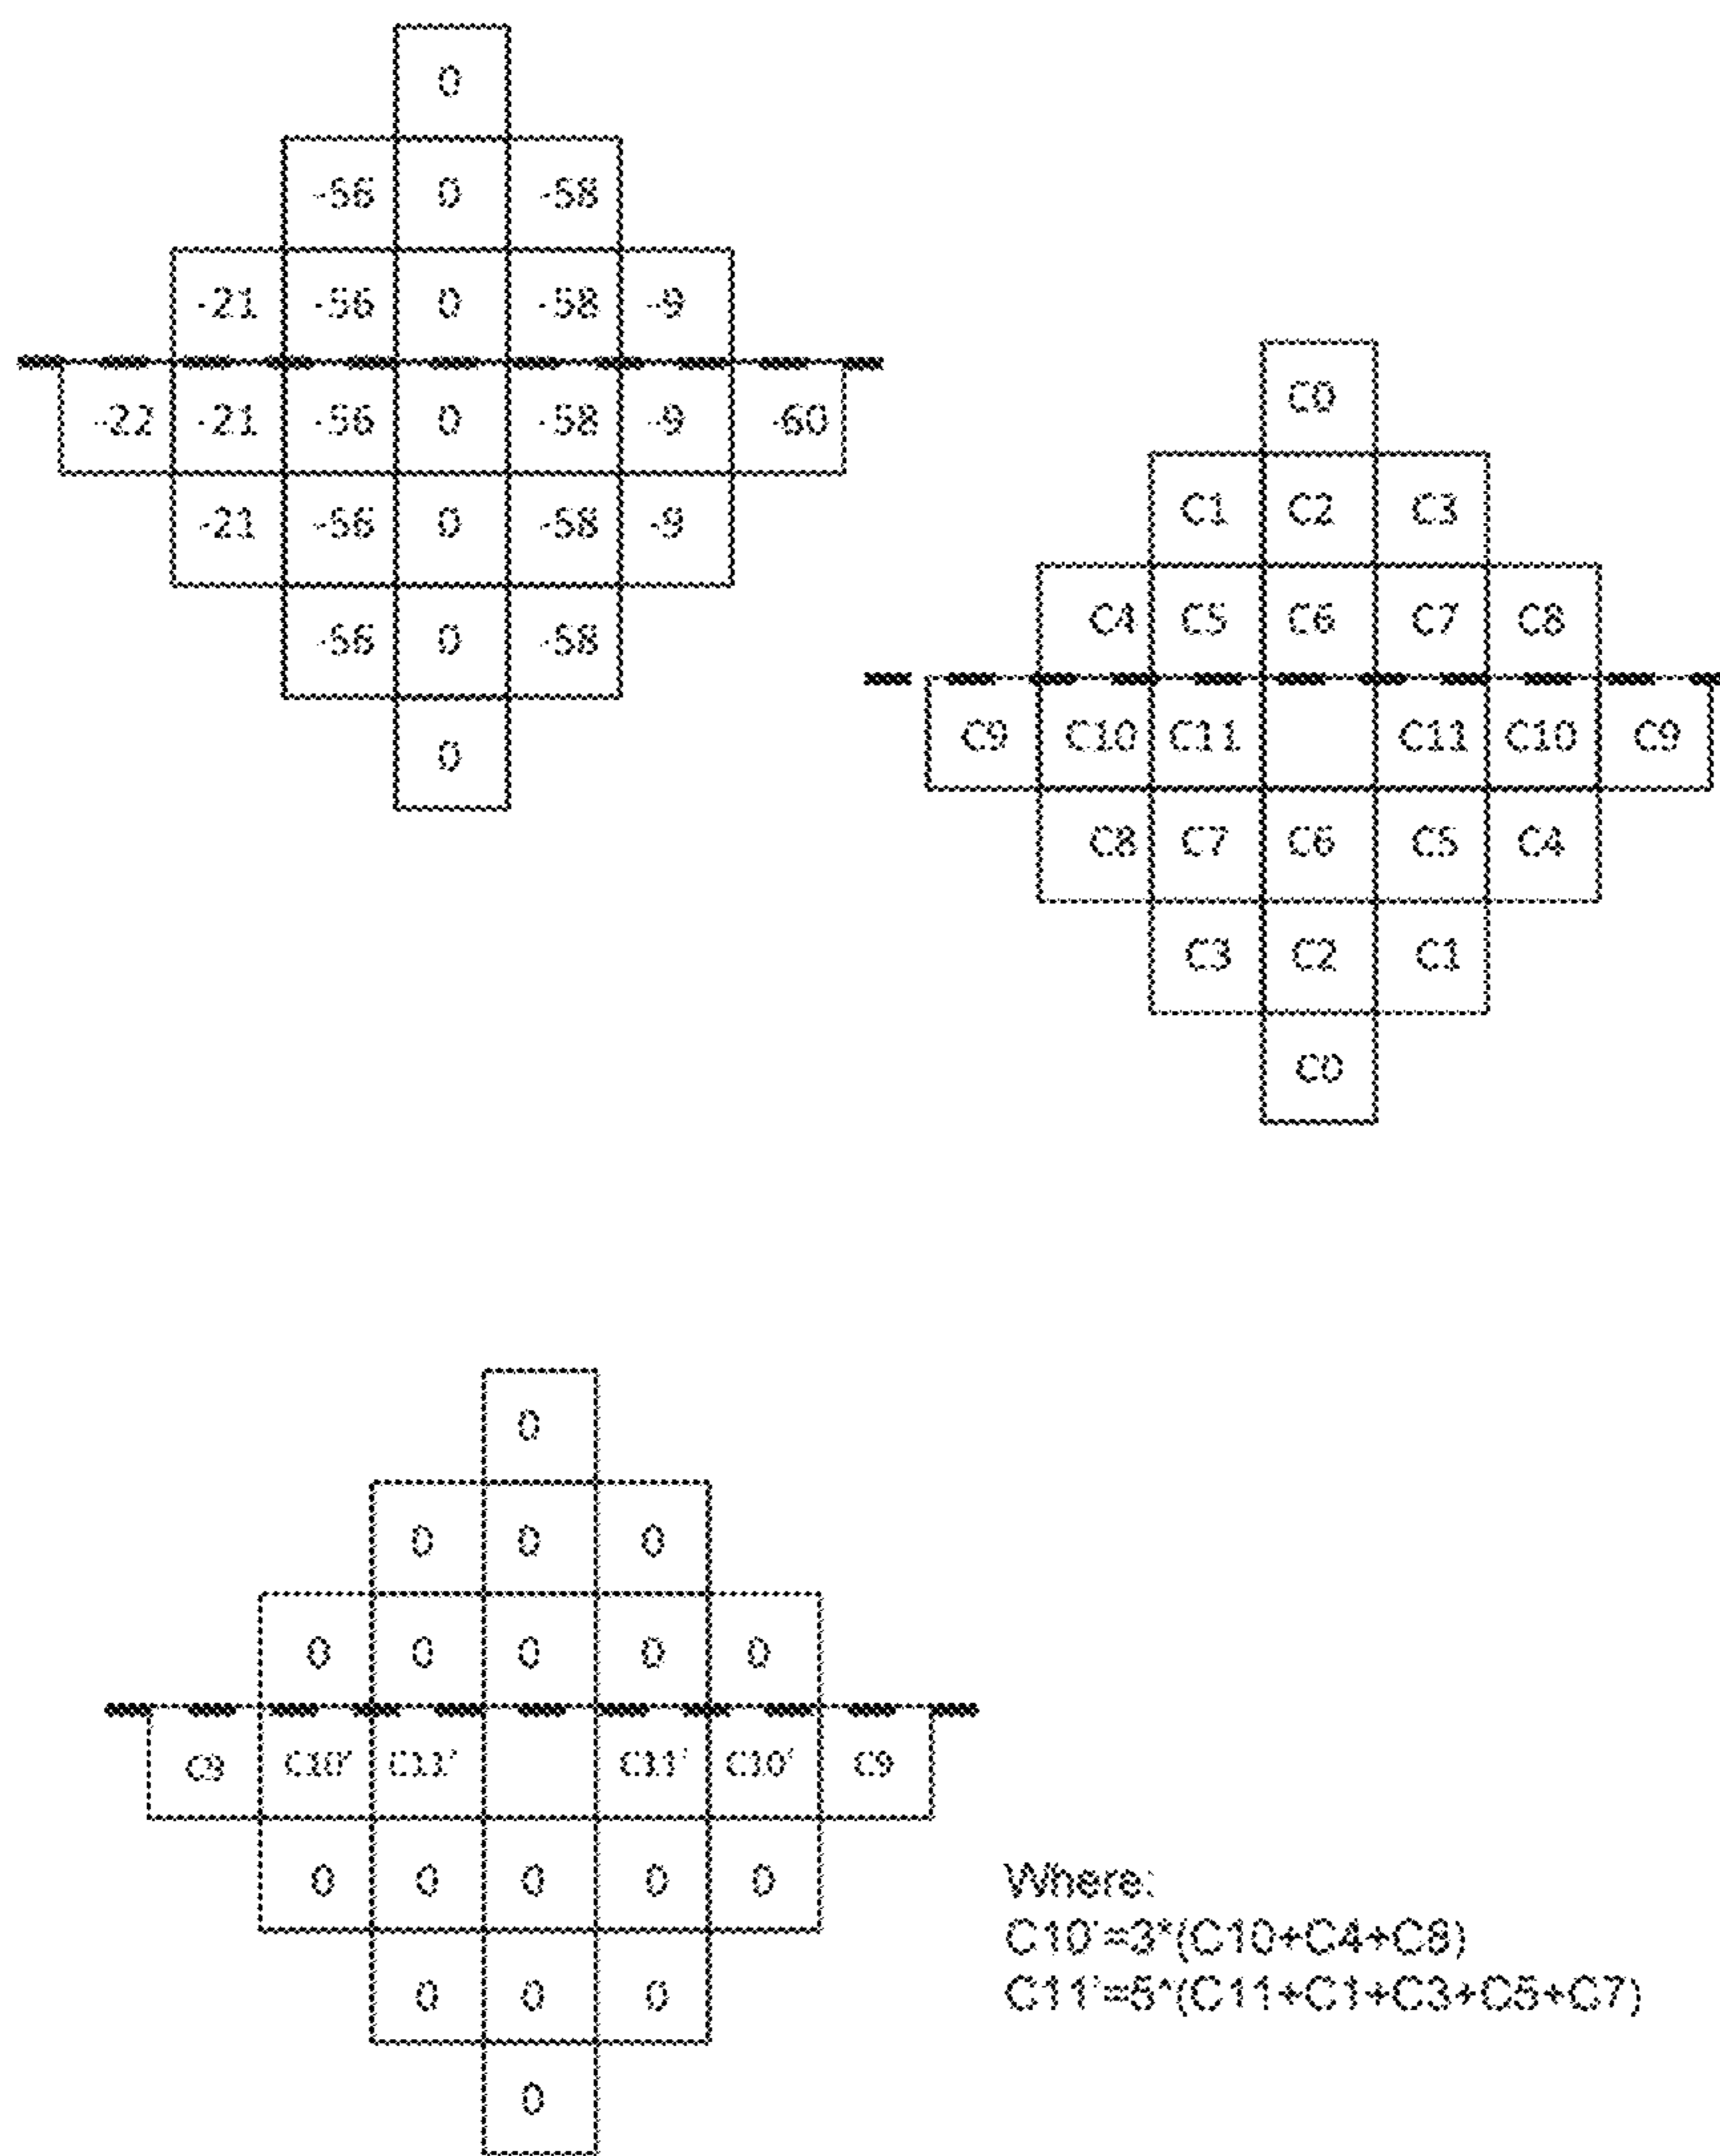 0
-56 0 -58
-21 -56 0 -58 -9
-22 -21 -56 0 -58 -9 -60
-21 -56 0 -58 -9
-56 0 -58
0
C0
C1 C2 C3
C4 C5 C6 C7 C8
C9 C10 C11 C11 C10 C9
C8 C7 C6 C5 C4
C3 C2 C1
C0
0
0 0 0
0 0 0 0 0
C9 C10' C11' C11' C10' C9
0 0 0 0 0
0 0 0
0
Where:
C10'=3*(C10+C4+C8)
C11'=5*(C11+C1+C3+C5+C7)